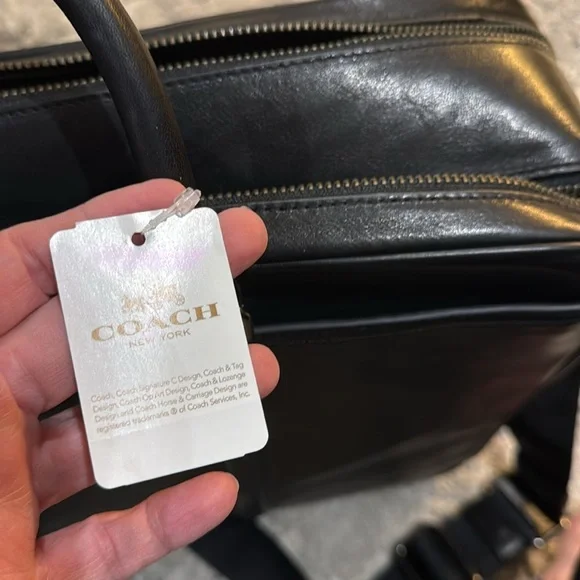 COACH
NEW YORK
Coach, Coach Signature C Design, Coach & Tag
Design, Coach Op Art Design, Coach & Lozenge
Design and Coach Horse & Carriage Design are
registered trademarks ® of Coach Services, Inc.